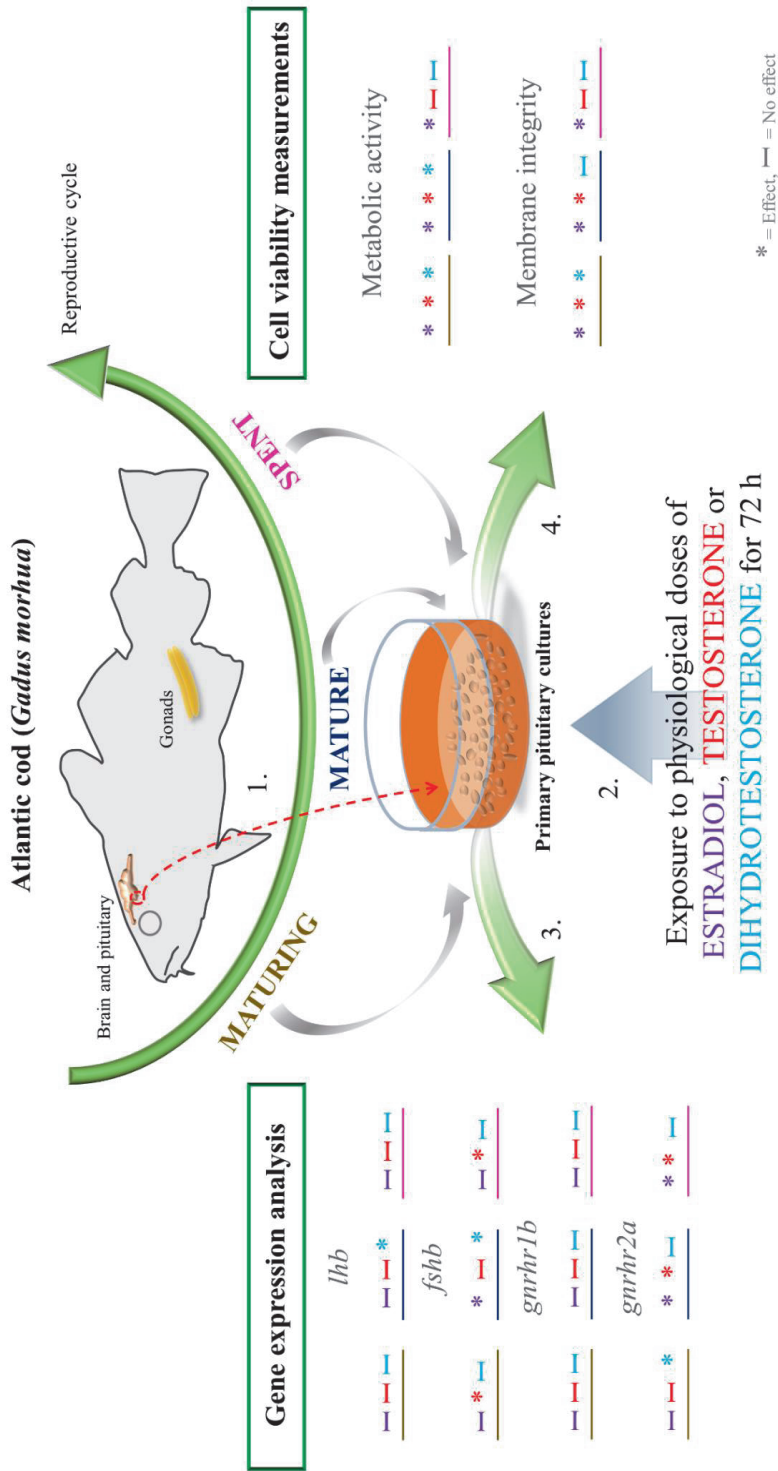 Atlantic cod (Gadus morhua)
Brain and pituitary
Gonads
1.
Reproductive cycle
MATURING
MATURE
SPENT
Gene expression analysis
lhb
I I I I I * I I I
fshb
I * I * I * I * I
gnrhr1b
I I I I I I I I I
gnrhr2a
I I * * * I * * I
3.
Primary pituitary cultures
4.
2.
Exposure to physiological doses of
ESTRADIOL, TESTOSTERONE or
DIHYDROTESTOSTERONE for 72 h
Cell viability measurements
Metabolic activity
* * * * * * * I I
Membrane integrity
* * * * * I * I I
* = Effect, I = No effect